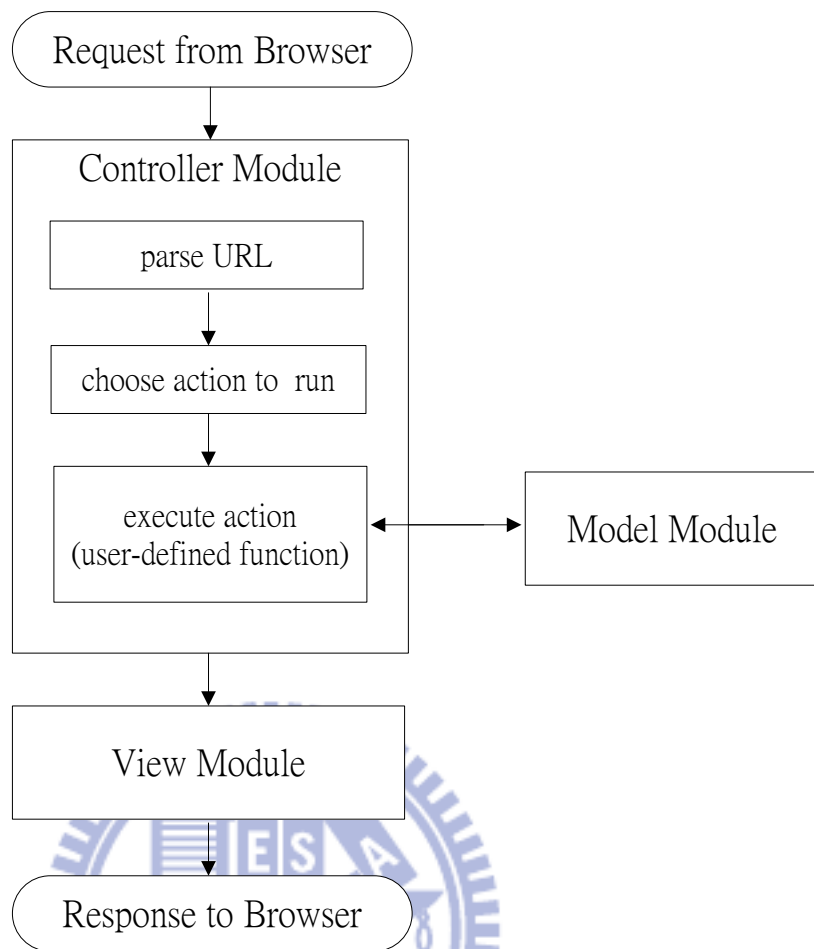 Request from Browser
Controller Module
parse URL
choose action to run
execute action
(user-defined function)
Model Module
View Module
ESA
Response to Browser